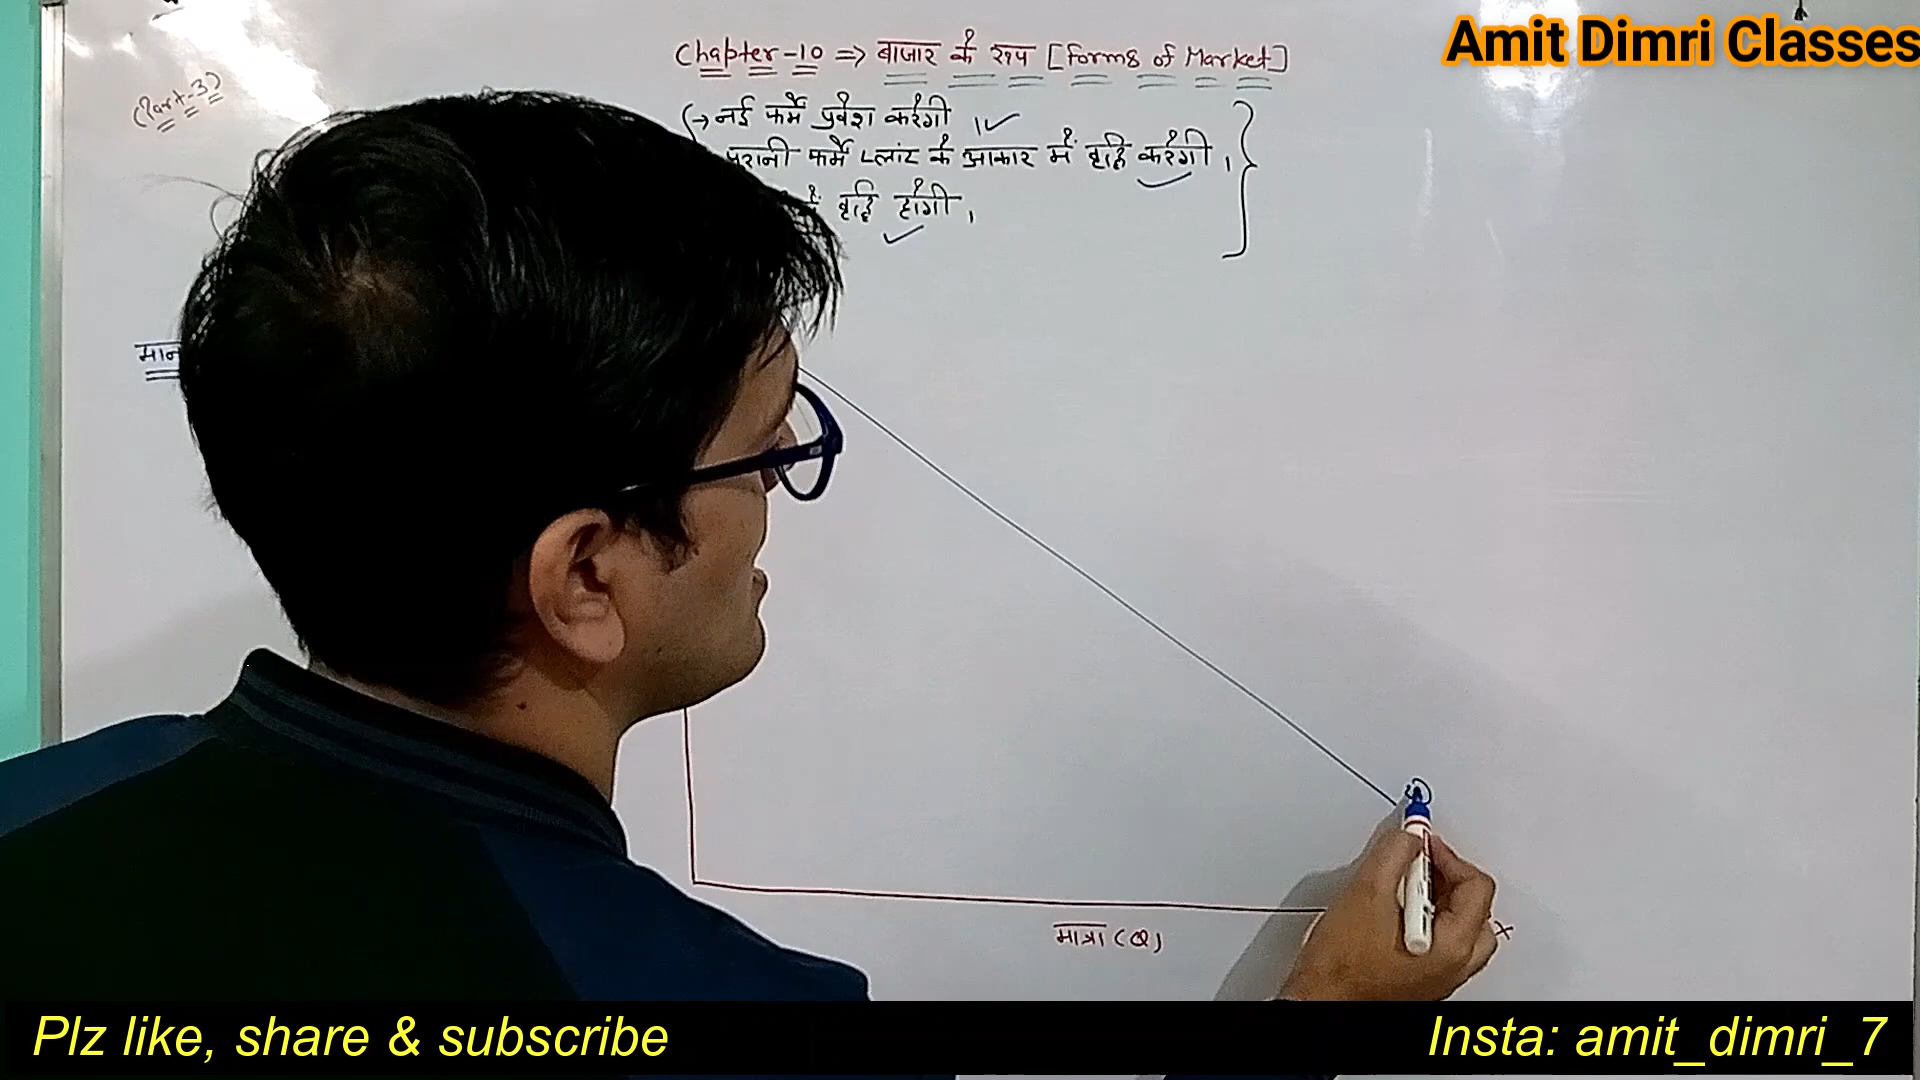 Amit Dimri Classes
Chapter-10 ⇒ बाजार के रूप [Forms of Market]
(Part-3)
(→ नई फर्में प्रवेश करेंगी ।✓
पुरानी फर्में प्लांट के आकार में वृद्धि करेंगी ।
में वृद्धि होगी ।
मान
मात्रा (Q)
X
Plz like, share & subscribe
Insta: amit_dimri_7